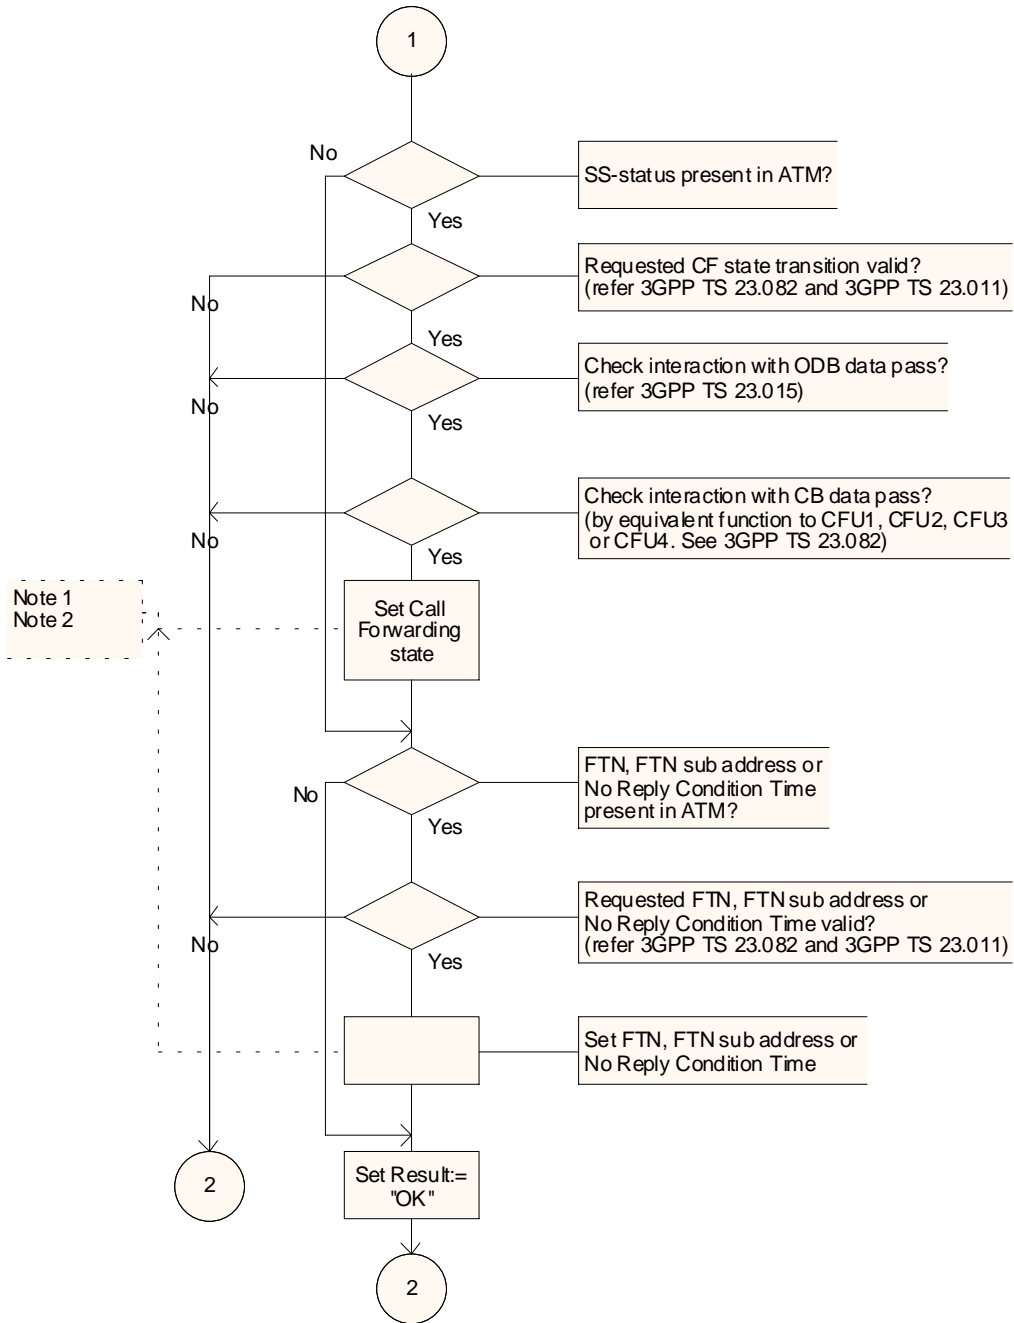 1
No
SS-status present in ATM?
Yes
Requested CF state transition valid?
(refer 3GPP TS 23.082 and 3GPP TS 23.011)
No
Yes
Check interaction with ODB data pass?
(refer 3GPP TS 23.015)
No
Yes
Check interaction with CB data pass?
(by equivalent function to CFU1, CFU2, CFU3
or CFU4. See 3GPP TS 23.082)
No
Yes
Note 1
Note 2
Set Call
Forwarding
state
FTN, FTN sub address or
No Reply Condition Time
present in ATM?
No
Yes
Requested FTN, FTN sub address or
No Reply Condition Time valid?
(refer 3GPP TS 23.082 and 3GPP TS 23.011)
No
Yes
Set FTN, FTN sub address or
No Reply Condition Time
Set Result:=
"OK"
2
2